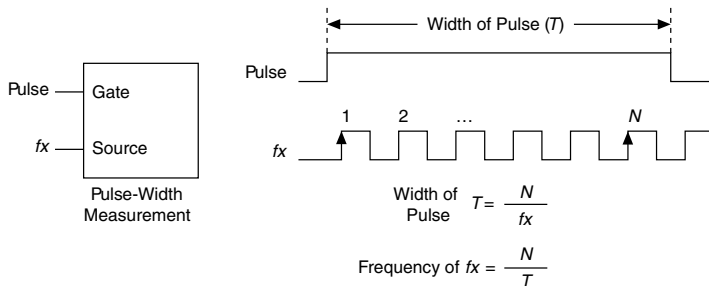 Width of Pulse (T)
Pulse
Pulse
Gate
1 2 ... N
fx
Source
fx
Pulse-Width
Measurement
Width of
Pulse
T = N
fx
Frequency of fx = N
T